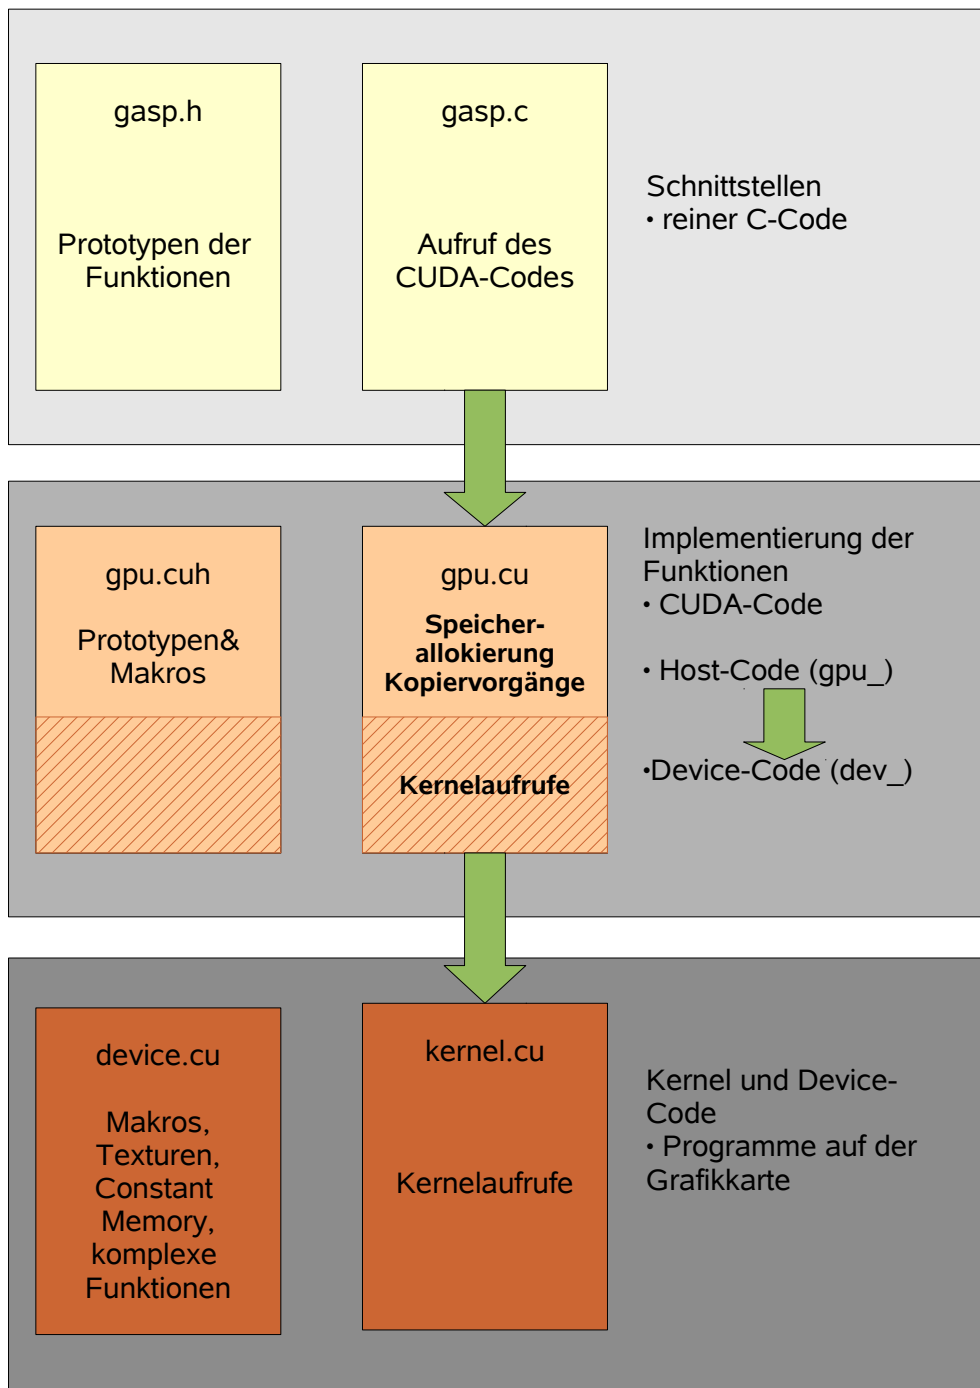 gasp.h
Prototypen der
Funktionen
gasp.c
Aufruf des
CUDA-Codes
Schnittstellen
• reiner C-Code
gpu.cuh
Prototypen&
Makros
gpu.cu
Speicher-
allokierung
Kopiervorgänge
Kernelaufrufe
Implementierung der
Funktionen
• CUDA-Code
• Host-Code (gpu_)
•Device-Code (dev_)
device.cu
Makros,
Texturen,
Constant
Memory,
komplexe
Funktionen
kernel.cu
Kernelaufrufe
Kernel und Device-
Code
• Programme auf der
Grafikkarte